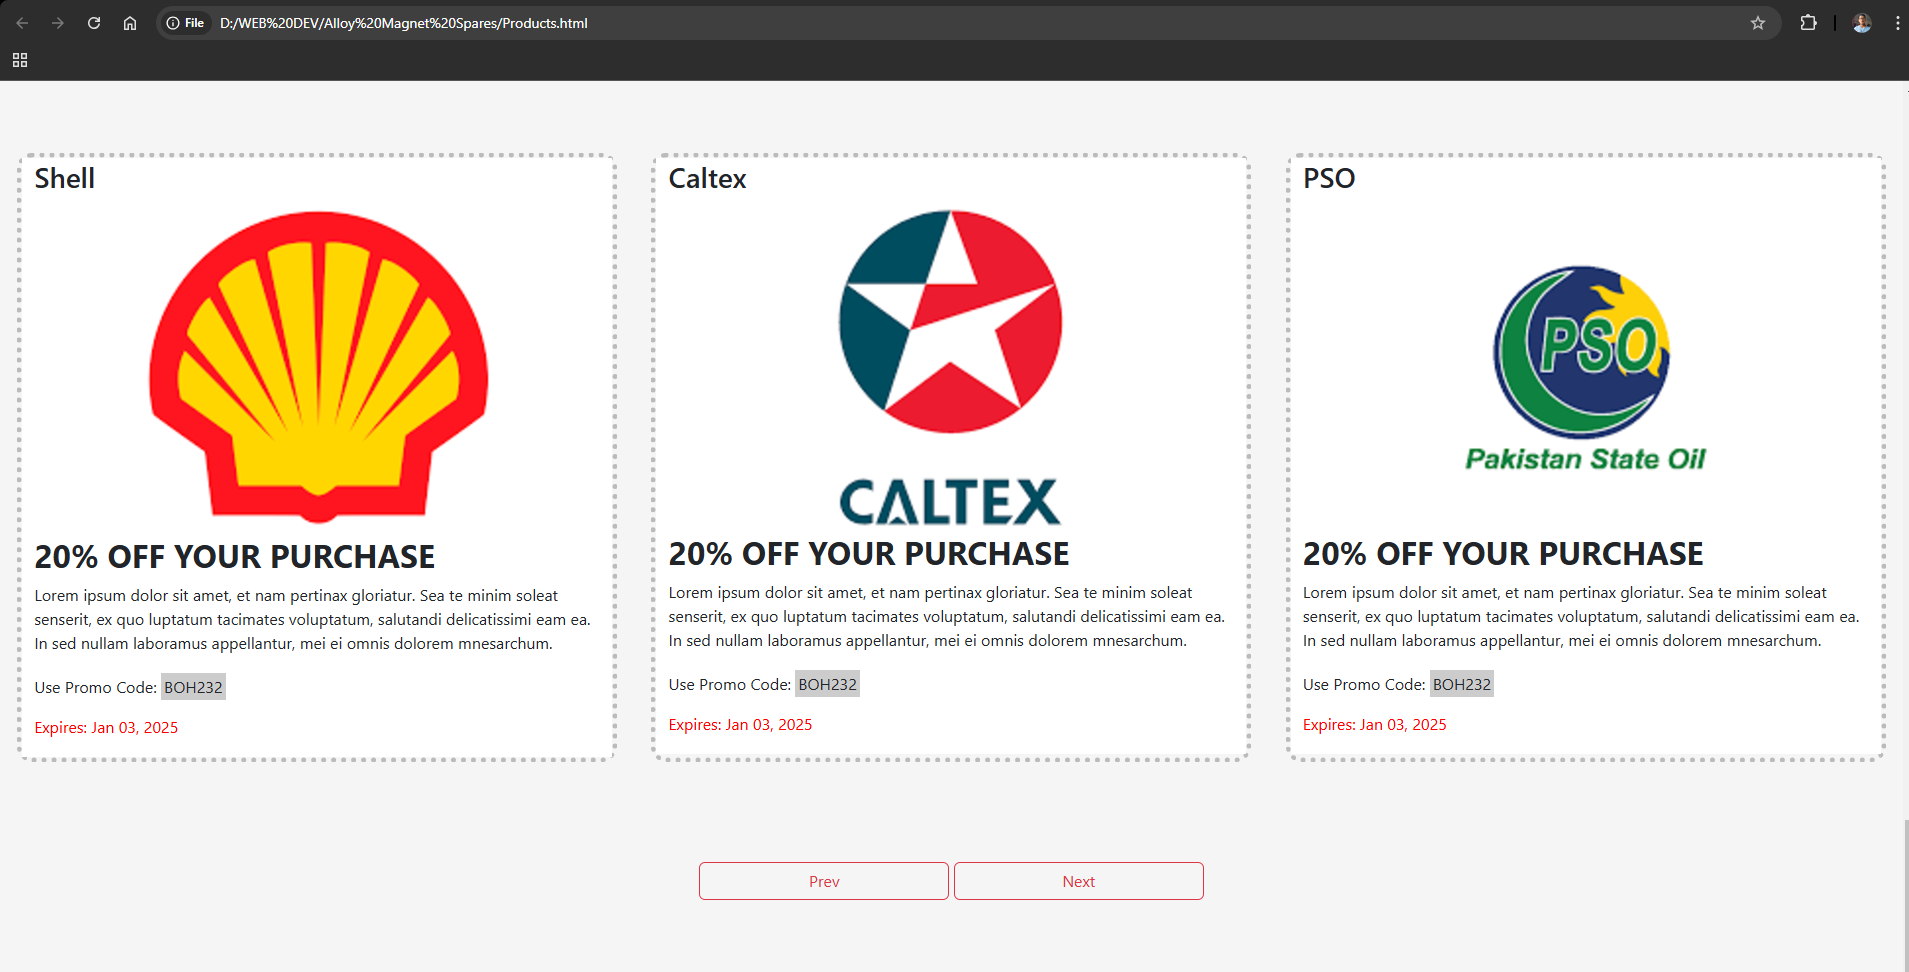 File
D:/WEB%20DEV/Alloy%20Magnet%20Spares/Products.html
Shell
20% OFF YOUR PURCHASE
Lorem ipsum dolor sit amet, et nam pertinax gloriatur. Sea te minim soleat
senserit, ex quo luptatum tacimates voluptatum, salutandi delicatissimi eam ea.
In sed nullam laboramus appellantur, mei ei omnis dolorem mnesarchum.
Use Promo Code: BOH232
Expires: Jan 03, 2025
Caltex
CALTEX
20% OFF YOUR PURCHASE
Lorem ipsum dolor sit amet, et nam pertinax gloriatur. Sea te minim soleat
senserit, ex quo luptatum tacimates voluptatum, salutandi delicatissimi eam ea.
In sed nullam laboramus appellantur, mei ei omnis dolorem mnesarchum.
Use Promo Code: BOH232
Expires: Jan 03, 2025
PSO
PSO
Pakistan State Oil
20% OFF YOUR PURCHASE
Lorem ipsum dolor sit amet, et nam pertinax gloriatur. Sea te minim soleat
senserit, ex quo luptatum tacimates voluptatum, salutandi delicatissimi eam ea.
In sed nullam laboramus appellantur, mei ei omnis dolorem mnesarchum.
Use Promo Code: BOH232
Expires: Jan 03, 2025
Prev
Next